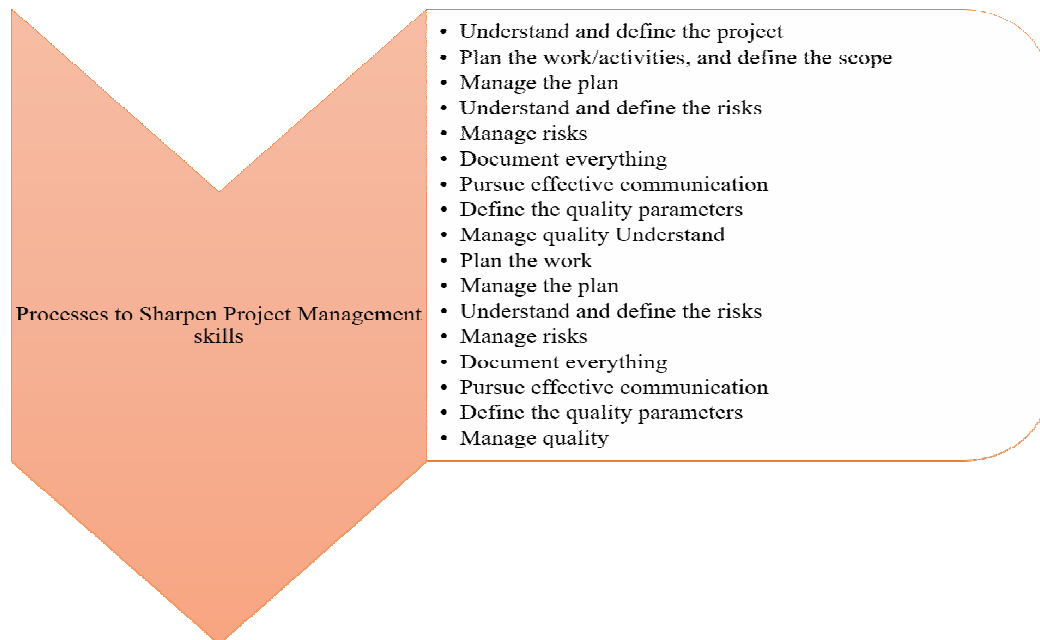 Processes to Sharpen Project Management
skills
• Understand and define the project
• Plan the work/activities, and define the scope
• Manage the plan
• Understand and define the risks
• Manage risks
• Document everything
• Pursue effective communication
• Define the quality parameters
• Manage quality Understand
• Plan the work
• Manage the plan
• Understand and define the risks
• Manage risks
• Document everything
• Pursue effective communication
• Define the quality parameters
• Manage quality